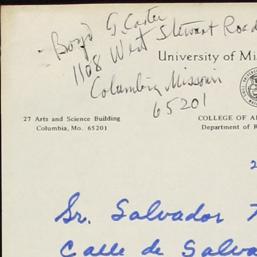 - Boyd G. Carter
1108 West Stewart Road
University of Mi
Columbia, Missouri
65201
27 Arts and Science Building
Columbia, Mo. 65201
COLLEGE OF A
Department of R
2
Sr. Salvador
Calle de Salva